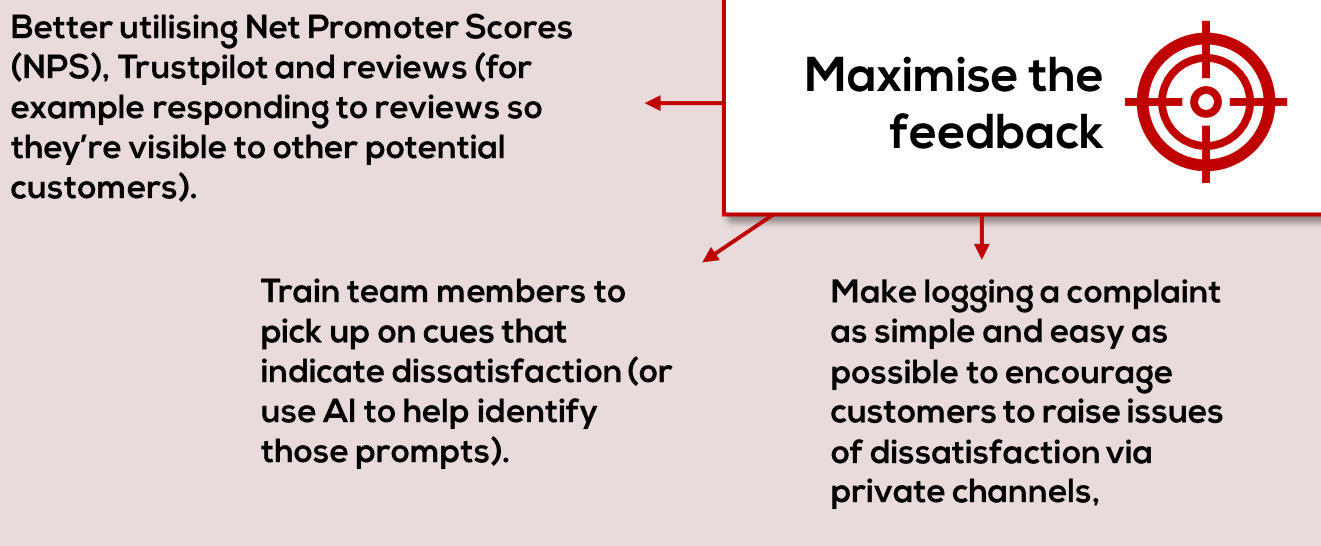 Better utilising Net Promoter Scores
(NPS), Trustpilot and reviews (for
example responding to reviews so
they're visible to other potential
customers).
Maximise the
feedback
Train team members to
pick up on cues that
indicate dissatisfaction (or
use AI to help identify
those prompts).
Make logging a complaint
as simple and easy as
possible to encourage
customers to raise issues
of dissatisfaction via
private channels,